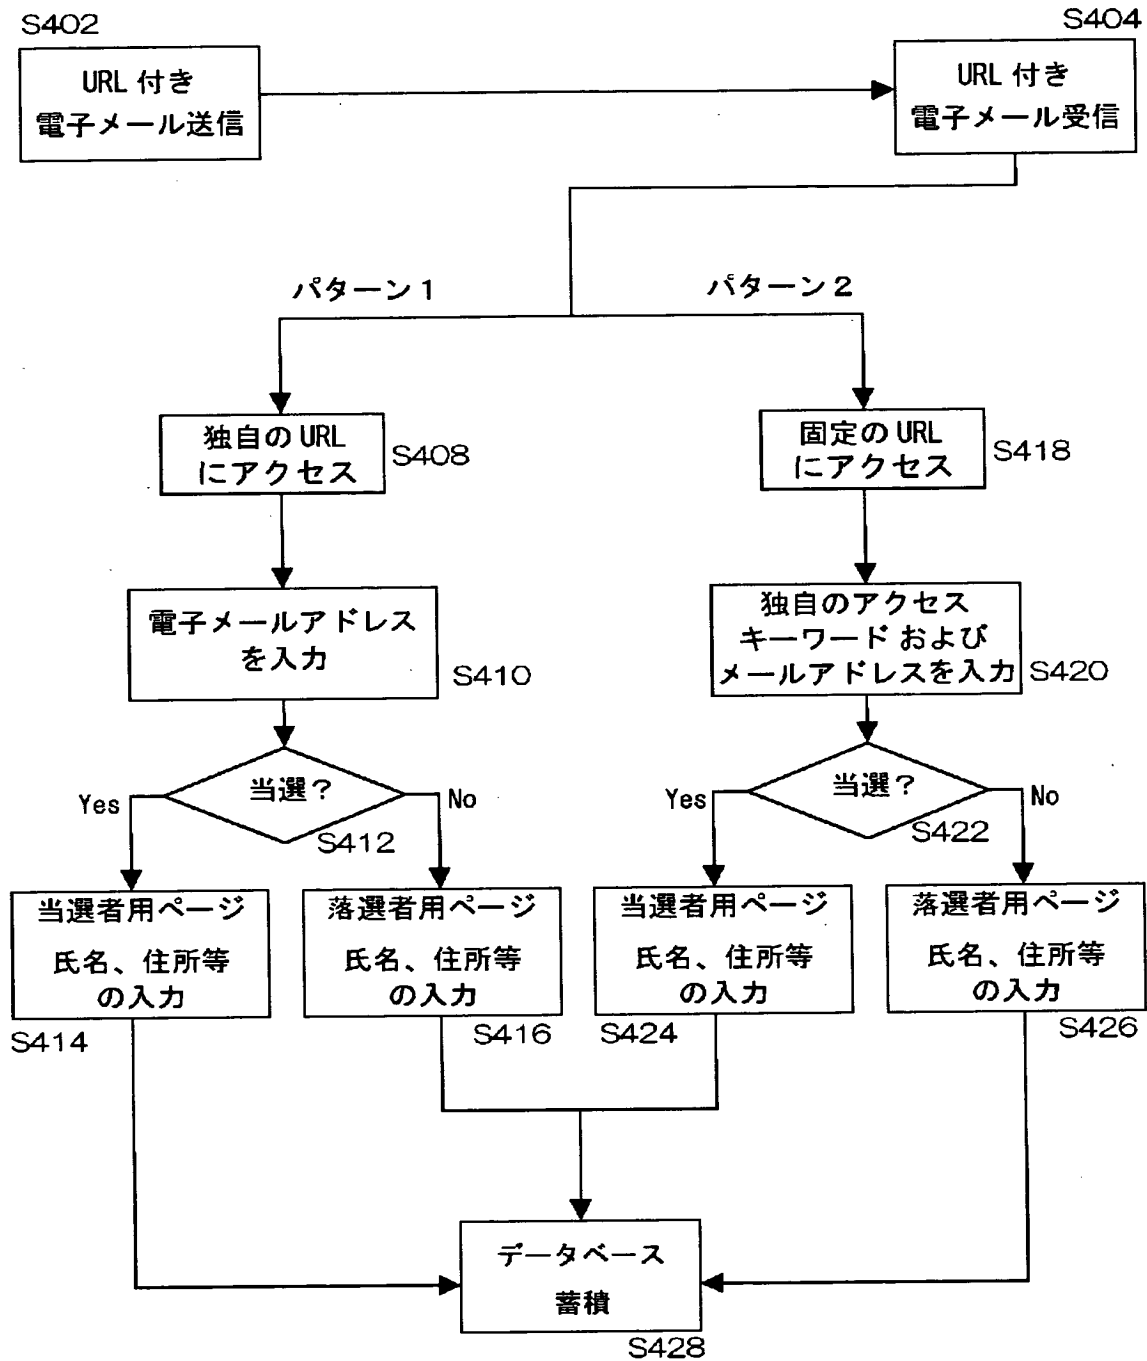 S402
URL 付き
電子メール送信
S404
URL 付き
電子メール受信
パターン1
パターン2
独自の URL
にアクセス
S408
固定の URL
にアクセス
S418
電子メールアドレス
を入力
S410
独自のアクセス
キーワード および
メールアドレスを入力
S420
当選?
Yes
No
S412
当選?
Yes
No
S422
当選者用ページ
氏名、住所等
の入力
S414
落選者用ページ
氏名、住所等
の入力
S416
当選者用ページ
氏名、住所等
の入力
S424
落選者用ページ
氏名、住所等
の入力
S426
データベース
蓄積
S428